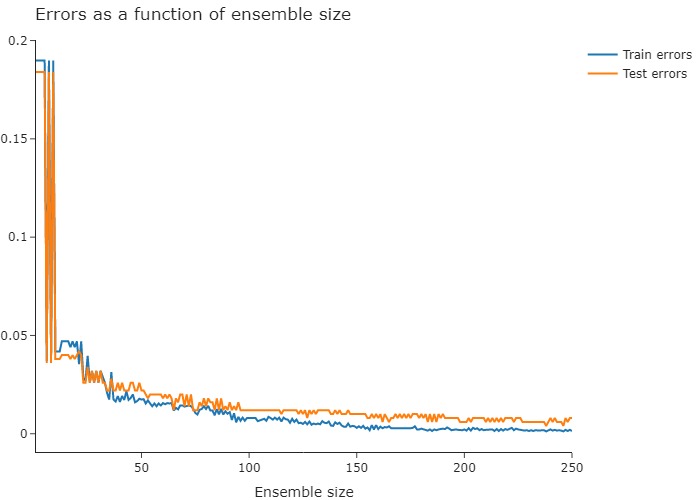 Errors as a function of ensemble size
Train errors
Test errors
0.2
0.15
0.1
0.05
0
50
100
150
200
250
Ensemble size